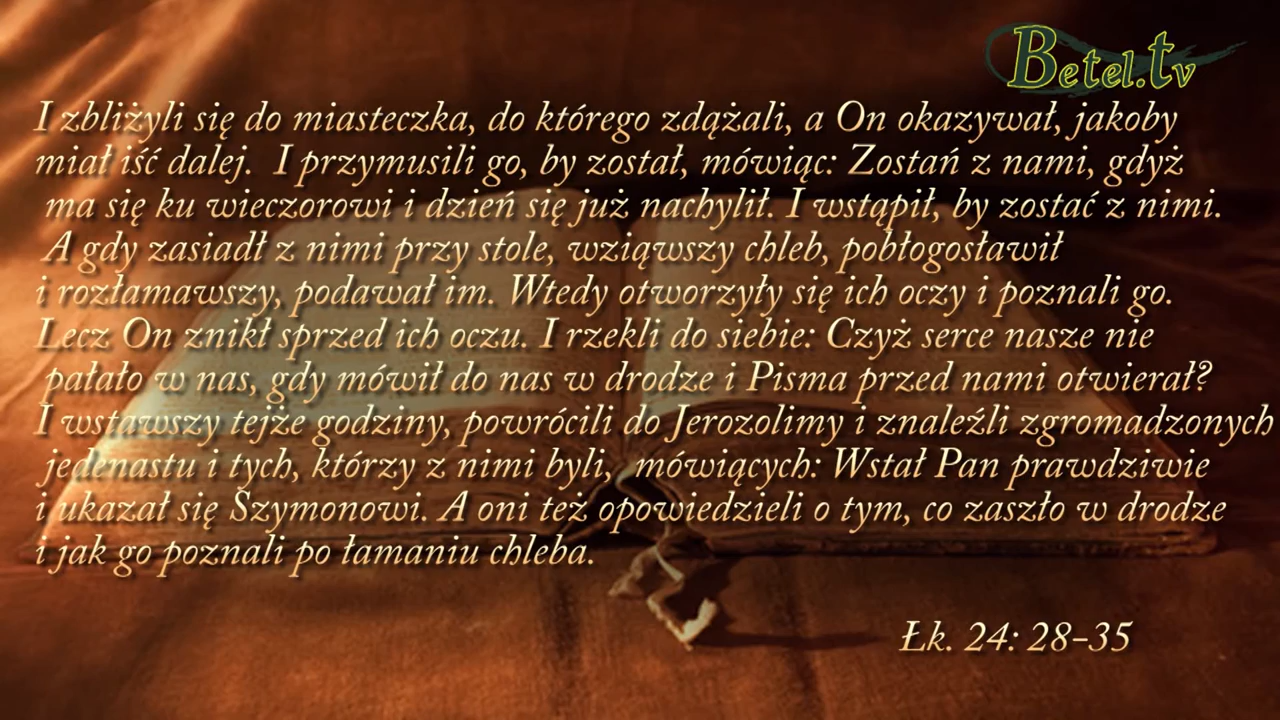 Betel.tv
I zbliżyli się do miasteczka, do którego zdążali, a On okazywał, jakoby
miał iść dalej. I przymusili go, by został, mówiąc: Zostań z nami, gdyż
ma się ku wieczorowi i dzień się już nachylił. I wstąpił, by zostać z nimi.
A gdy zasiadł z nimi przy stole, wziąwszy chleb, pobłogosławił
i rozłamawszy, podawał im. Wtedy otworzyły się ich oczy i poznali go.
Lecz On znikł sprzed ich oczu. I rzekli do siebie: Czyż serce nasze nie
pałało w nas, gdy mówił do nas w drodze i Pisma przed nami otwierał?
I wstawszy tejże godziny, powrócili do Jerozolimy i znaleźli zgromadzonych
jedenastu i tych, którzy z nimi byli, mówiących: Wstał Pan prawdziwie
i ukazał się Szymonowi. A oni też opowiedzieli o tym, co zaszło w drodze
i jak go poznali po łamaniu chleba.
Łk. 24: 28-35